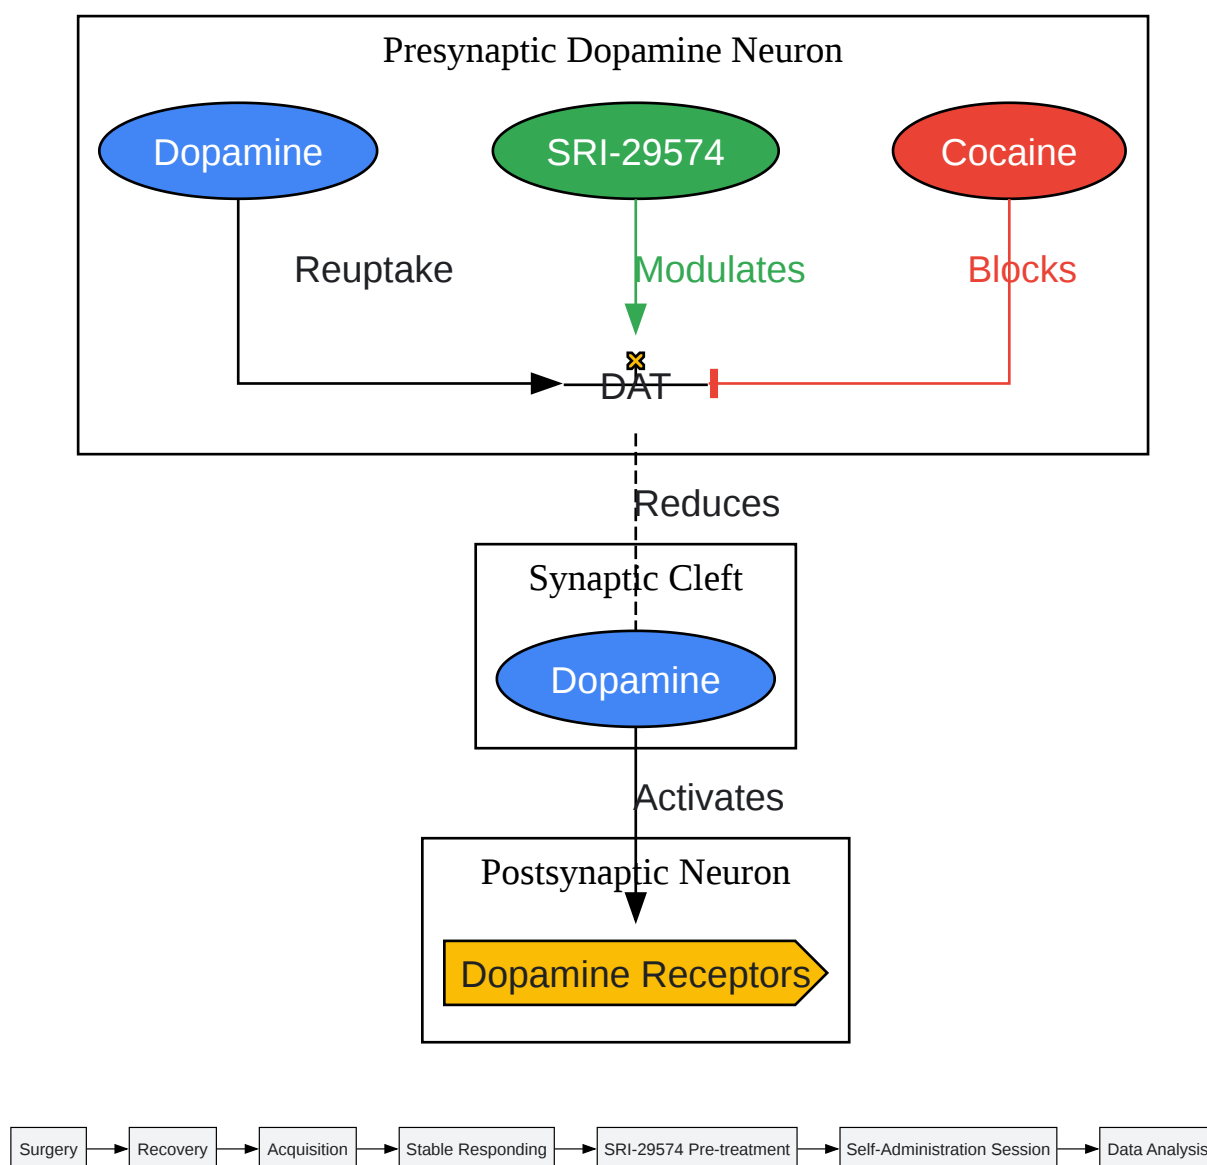 Presynaptic Dopamine Neuron
Dopamine
SRI-29574
Cocaine
Reuptake
Modulates
Blocks
DAT
Reduces
Synaptic Cleft
Dopamine
Activates
Postsynaptic Neuron
Dopamine Receptors
Surgery
Recovery
Acquisition
Stable Responding
SRI-29574 Pre-treatment
Self-Administration Session
Data Analysis